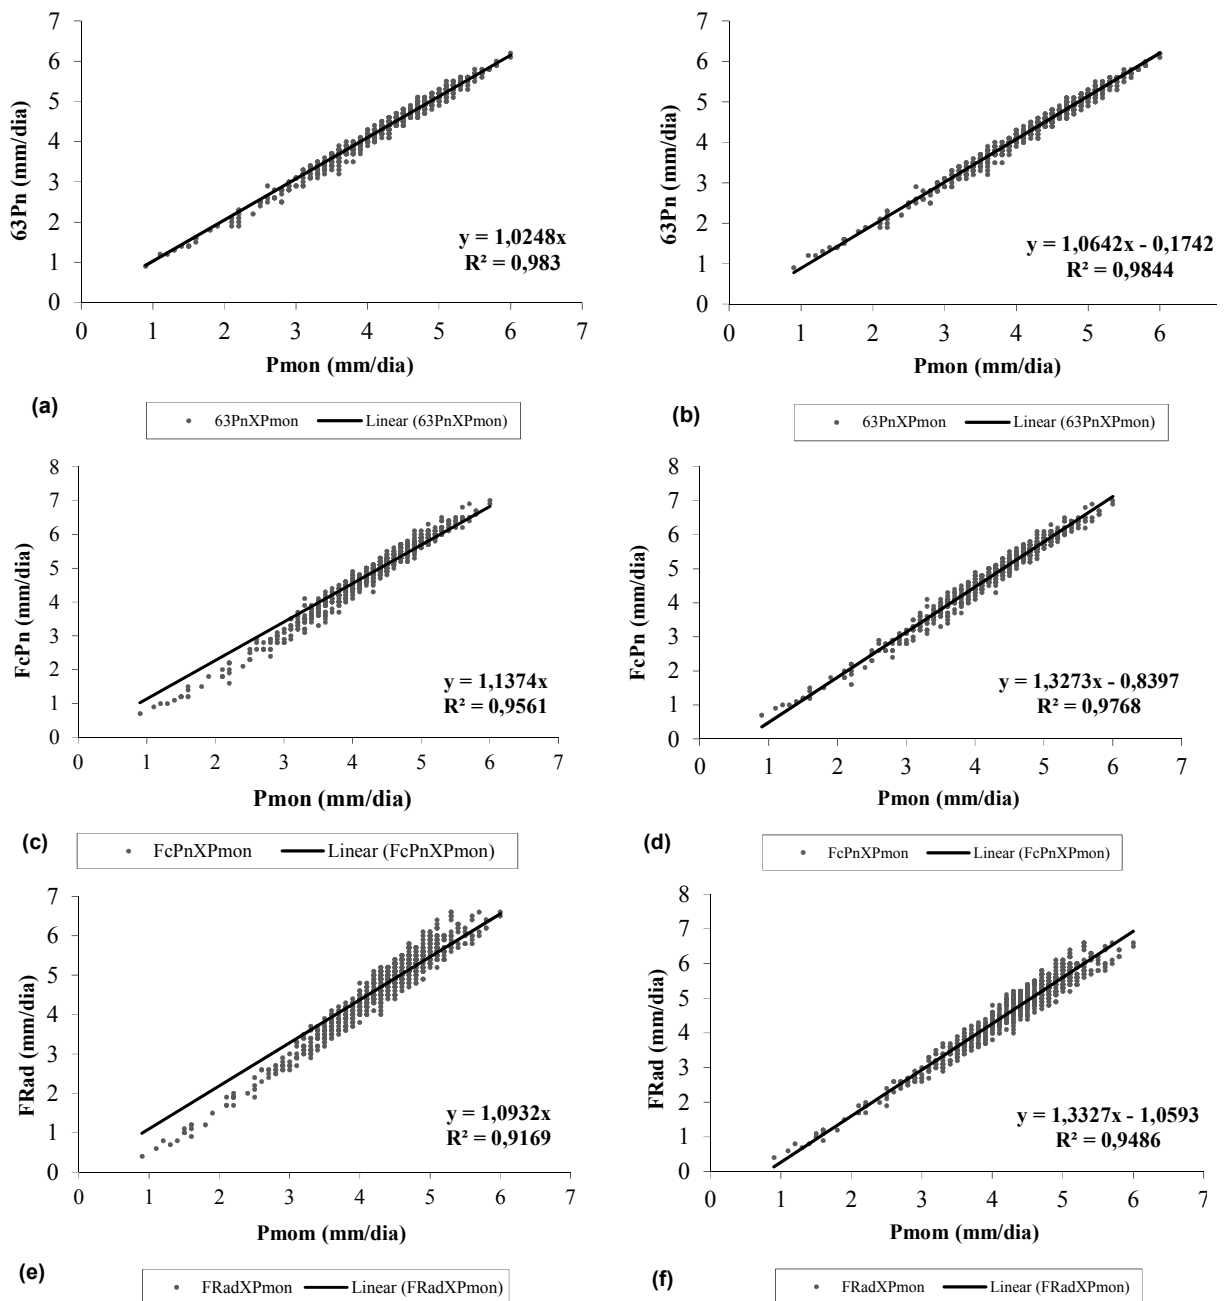 7
6
5
4
3
2
1
0
63Pn (mm/dia)
y = 1,0248x
R² = 0,983
0 1 2 3 4 5 6 7
Pmon (mm/dia)
(a)
63PnXPmon Linear (63PnXPmon)
7
6
5
4
3
2
1
0
63Pn (mm/dia)
y = 1,0642x - 0,1742
R² = 0,9844
0 1 2 3 4 5 6
Pmon (mm/dia)
(b)
63PnXPmon Linear (63PnXPmon)
8
7
6
5
4
3
2
1
0
FcPn (mm/dia)
y = 1,1374x
R² = 0,9561
0 1 2 3 4 5 6 7
Pmon (mm/dia)
(c)
FcPnXPmon Linear (FcPnXPmon)
8
7
6
5
4
3
2
1
0
FcPn (mm/dia)
y = 1,3273x - 0,8397
R² = 0,9768
0 1 2 3 4 5 6 7
Pmon (mm/dia)
(d)
FcPnXPmon Linear (FcPnXPmon)
7
6
5
4
3
2
1
0
FRad (mm/dia)
y = 1,0932x
R² = 0,9169
0 1 2 3 4 5 6 7
Pmom (mm/dia)
(e)
FRadXPmon Linear (FRadXPmon)
8
7
6
5
4
3
2
1
0
FRad (mm/dia)
y = 1,3327x - 1,0593
R² = 0,9486
0 1 2 3 4 5 6 7
Pmom (mm/dia)
(f)
FRadXPmon Linear (FRadXPmon)